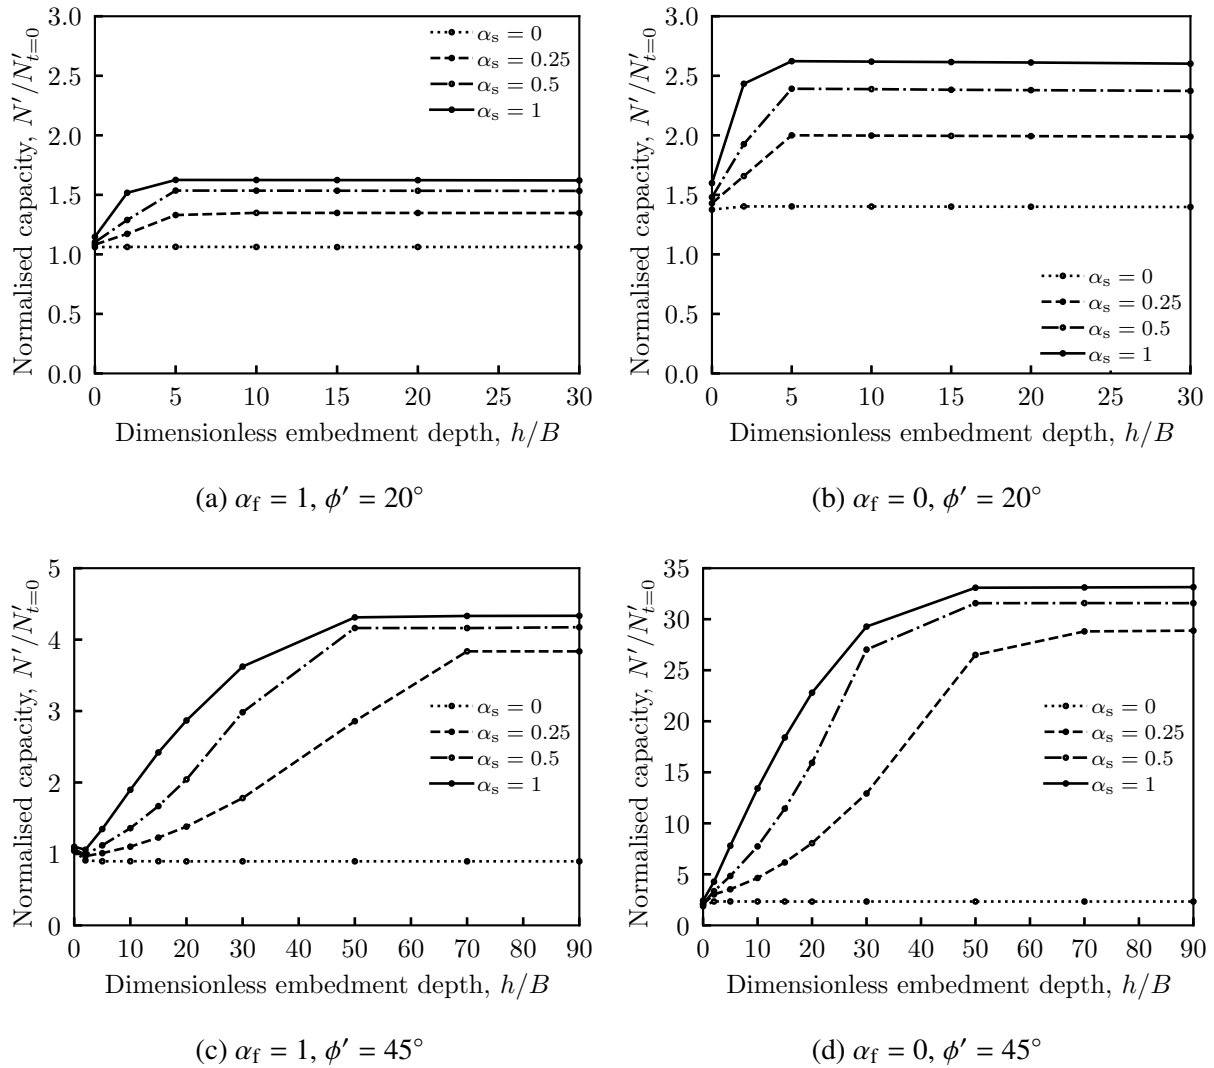 Normalised capacity, N′/N′t=0
3.0
2.5
2.0
1.5
1.0
0.5
0.0
αs = 0
αs = 0.25
αs = 0.5
αs = 1
0 5 10 15 20 25 30
Dimensionless embedment depth, h/B
(a) αf = 1, ϕ′ = 20°
Normalised capacity, N′/N′t=0
3.0
2.5
2.0
1.5
1.0
0.5
0.0
αs = 0
αs = 0.25
αs = 0.5
αs = 1
0 5 10 15 20 25 30
Dimensionless embedment depth, h/B
(b) αf = 0, ϕ′ = 20°
Normalised capacity, N′/N′t=0
5
4
3
2
1
0
αs = 0
αs = 0.25
αs = 0.5
αs = 1
0 10 20 30 40 50 60 70 80 90
Dimensionless embedment depth, h/B
(c) αf = 1, ϕ′ = 45°
Normalised capacity, N′/N′t=0
35
30
25
20
15
10
5
0
αs = 0
αs = 0.25
αs = 0.5
αs = 1
0 10 20 30 40 50 60 70 80 90
Dimensionless embedment depth, h/B
(d) αf = 0, ϕ′ = 45°